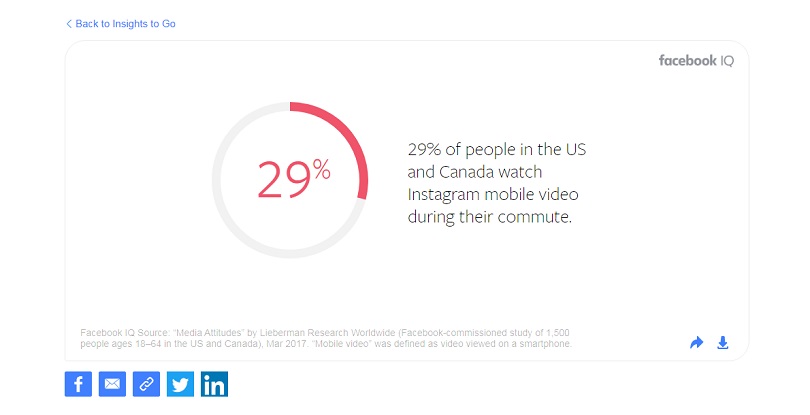 Back to Insights to Go
facebook IQ
29%
29% of people in the US
and Canada watch
Instagram mobile video
during their commute.
Facebook IQ Source: “Media Attitudes” by Lieberman Research Worldwide (Facebook-commissioned study of 1,500
people ages 18–64 in the US and Canada), Mar 2017. “Mobile video” was defined as video viewed on a smartphone.